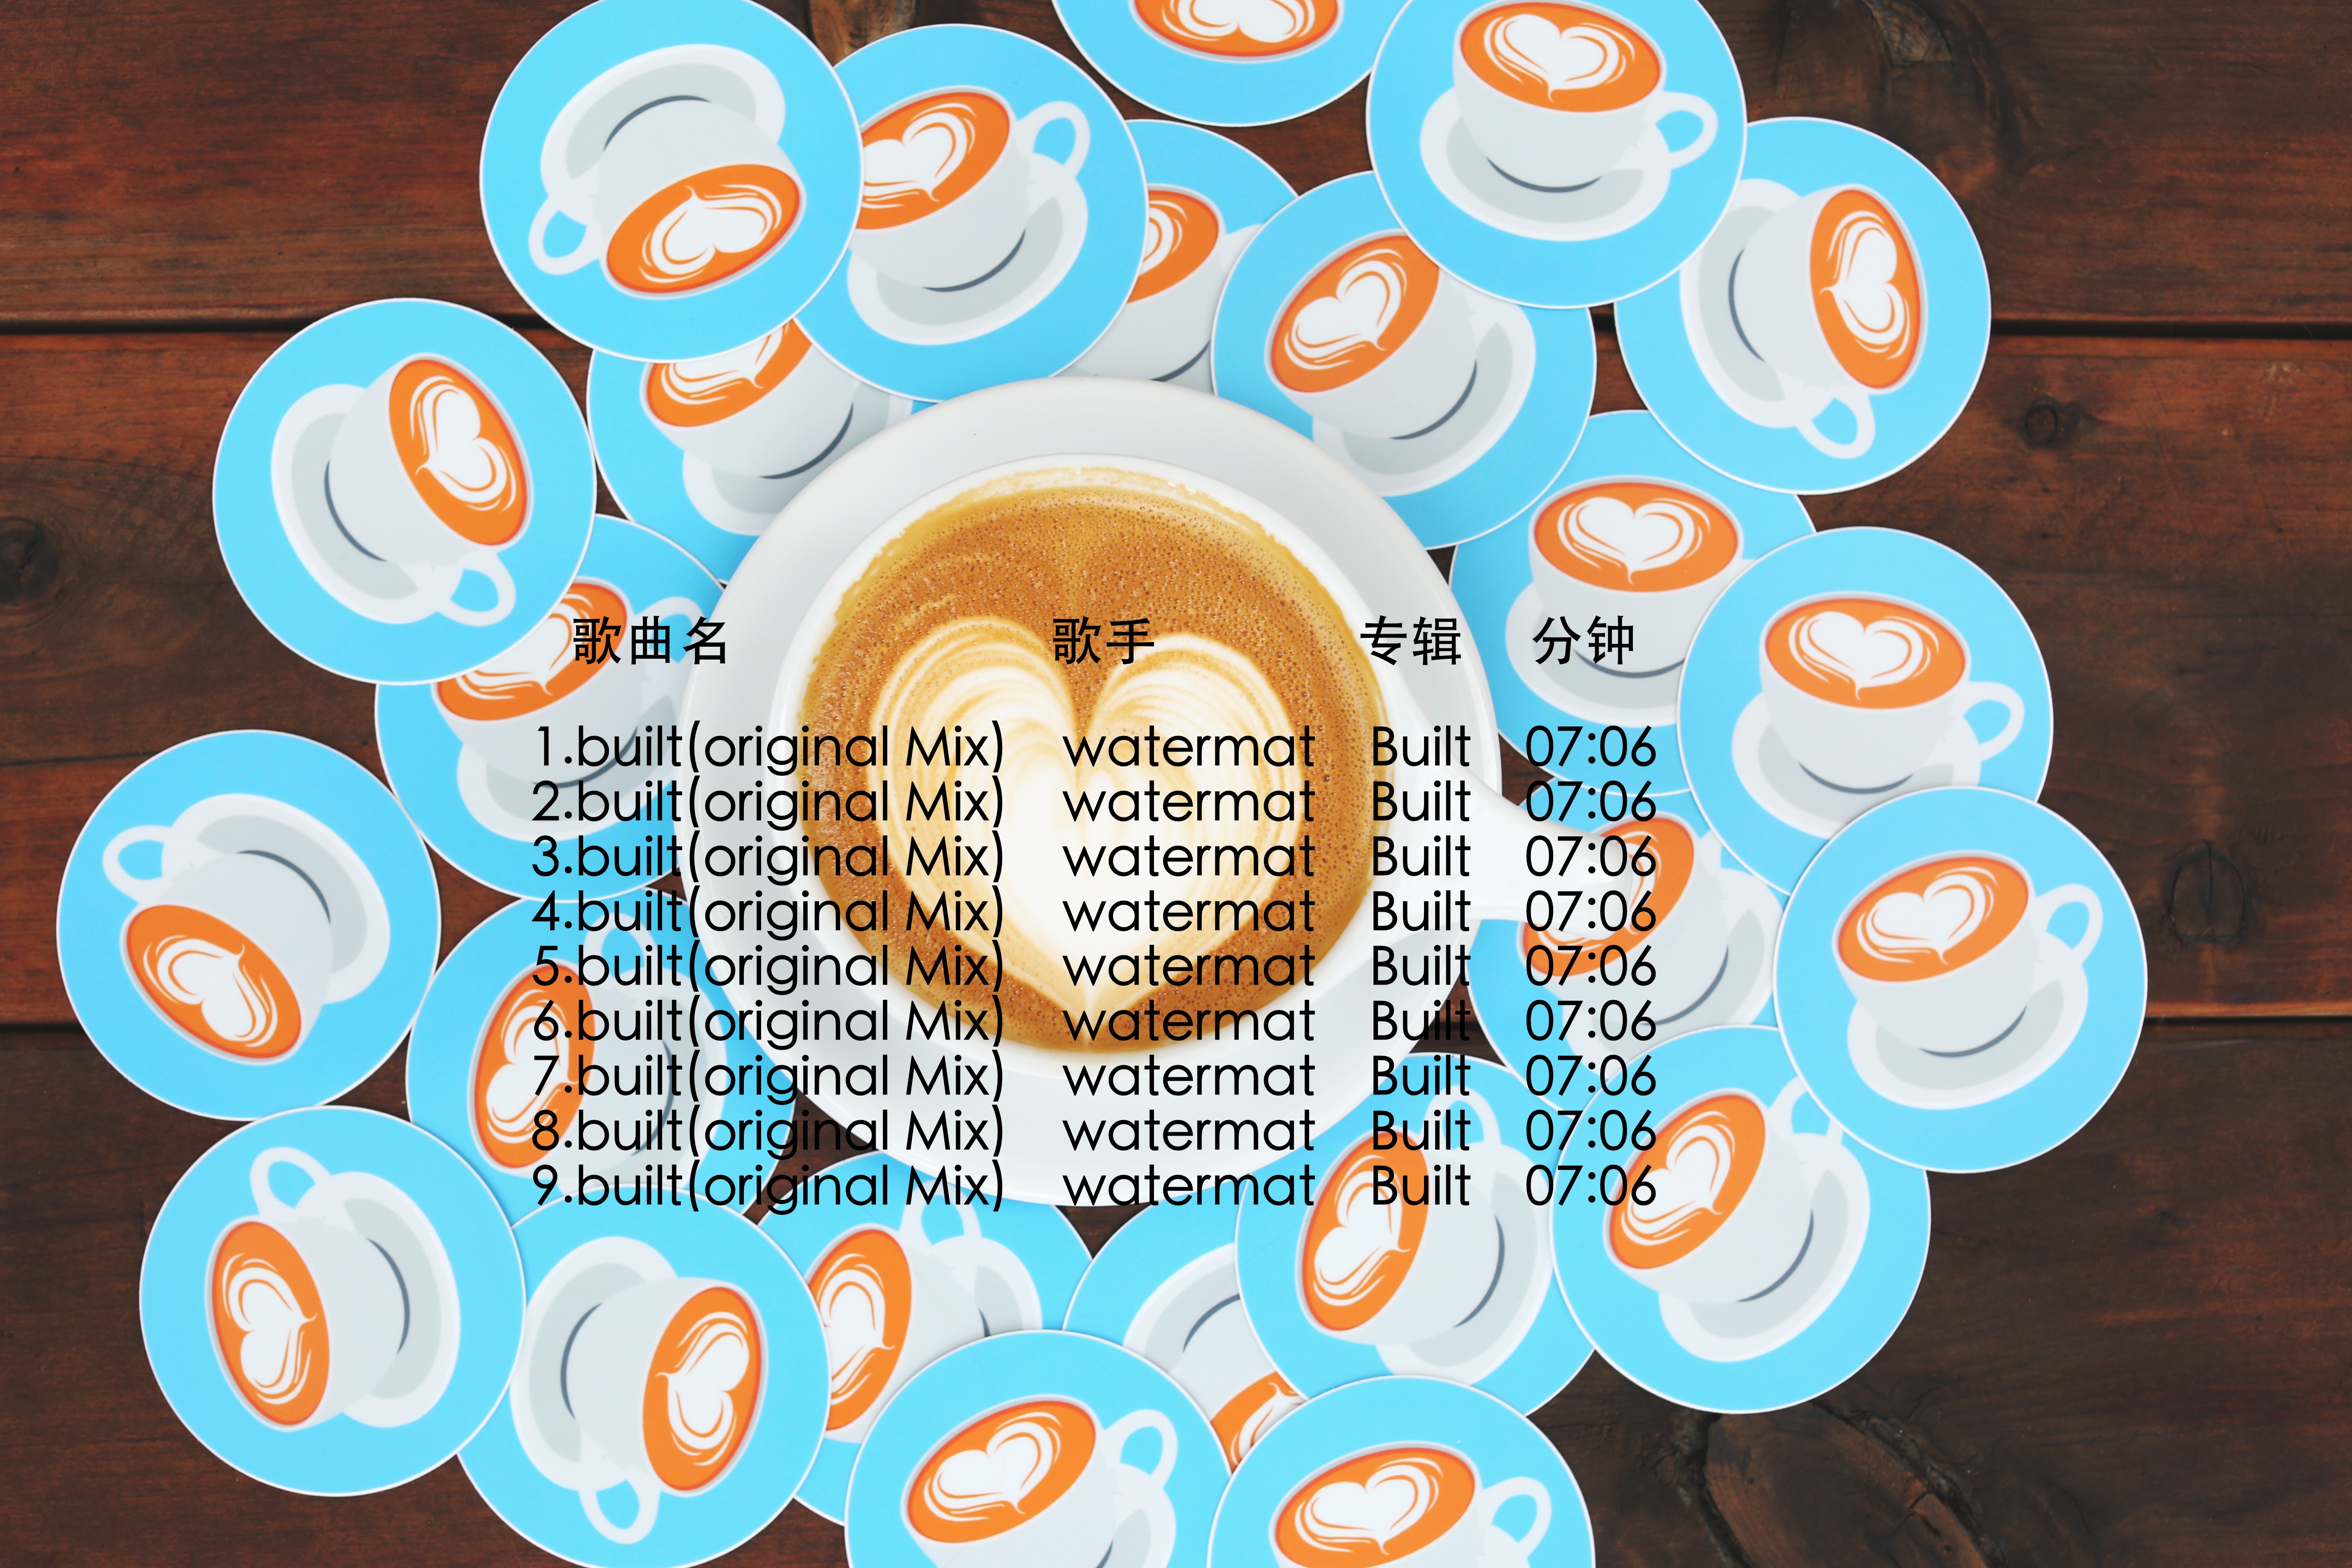 歌曲名 歌手 专辑 分钟
1.built(original Mix) watermat Built 07:06
2.built(original Mix) watermat Built 07:06
3.built(original Mix) watermat Built 07:06
4.built(original Mix) watermat Built 07:06
5.built(original Mix) watermat Built 07:06
6.built(original Mix) watermat Built 07:06
7.built(original Mix) watermat Built 07:06
8.built(original Mix) watermat Built 07:06
9.built(original Mix) watermat Built 07:06